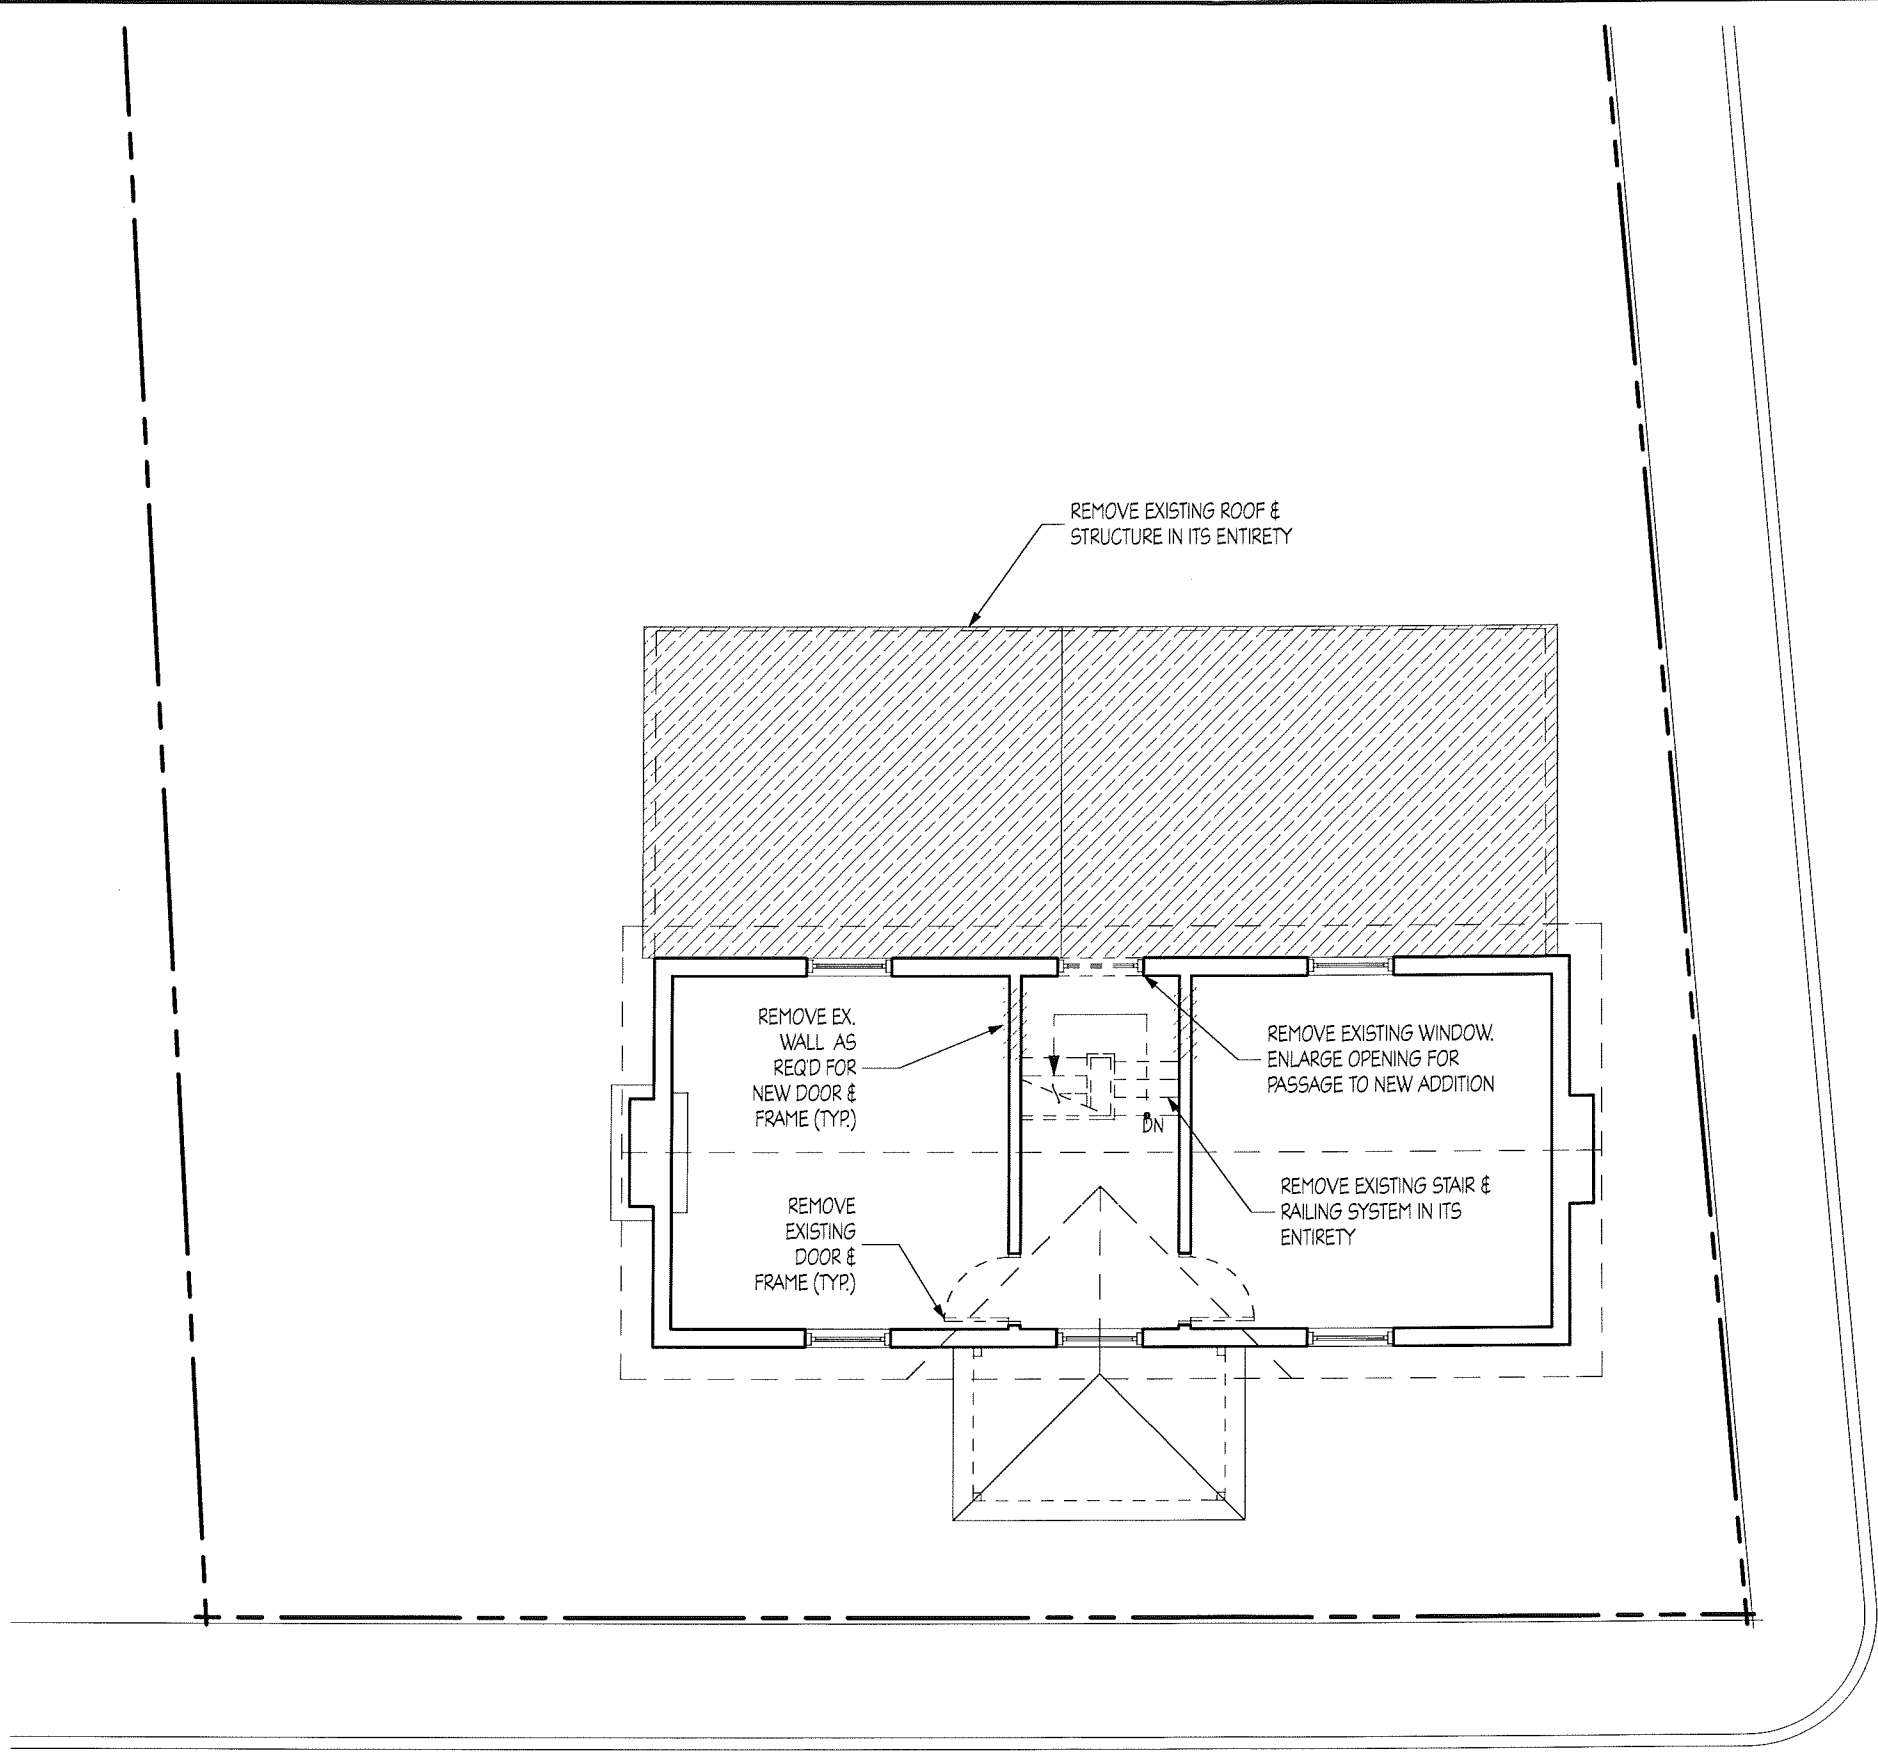 REMOVE EXISTING ROOF &
STRUCTURE IN ITS ENTIRETY
REMOVE EX.
WALL AS
REQ'D FOR
NEW DOOR &
FRAME (TYP.)
REMOVE EXISTING WINDOW.
ENLARGE OPENING FOR
PASSAGE TO NEW ADDITION
DN
REMOVE EXISTING STAIR &
RAILING SYSTEM IN ITS
ENTIRETY
REMOVE
EXISTING
DOOR &
FRAME (TYP.)